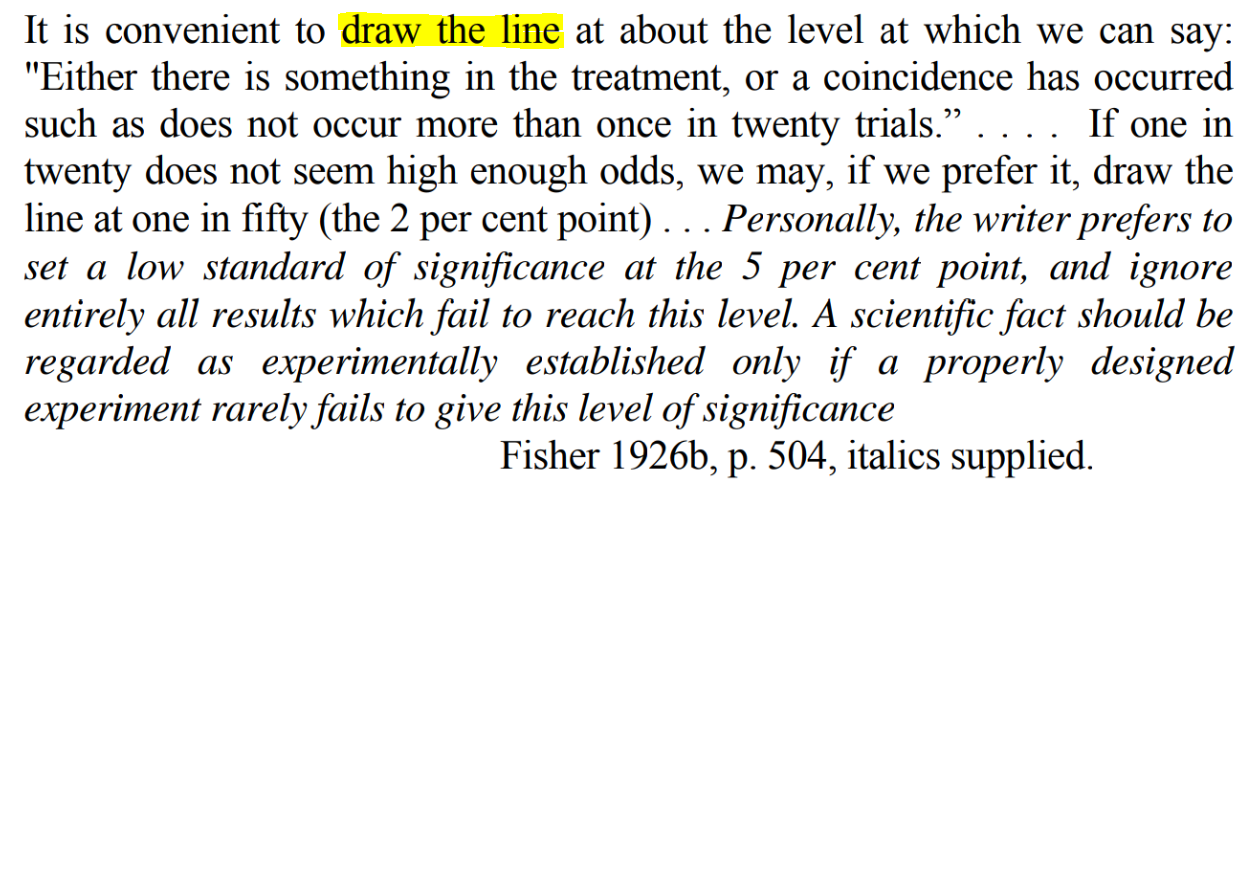 It is convenient to draw the line at about the level at which we can say:
"Either there is something in the treatment, or a coincidence has occurred
such as does not occur more than once in twenty trials.” . . . . If one in
twenty does not seem high enough odds, we may, if we prefer it, draw the
line at one in fifty (the 2 per cent point) . . . Personally, the writer prefers to
set a low standard of significance at the 5 per cent point, and ignore
entirely all results which fail to reach this level. A scientific fact should be
regarded as experimentally established only if a properly designed
experiment rarely fails to give this level of significance
Fisher 1926b, p. 504, italics supplied.